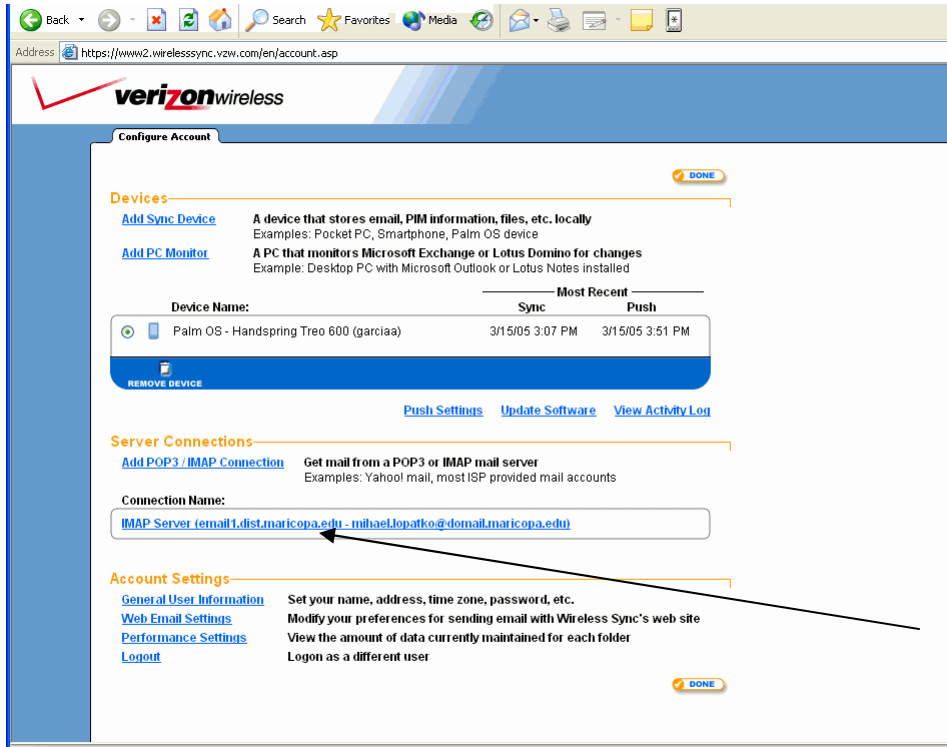 Back Search Favorites Media
Address https://www2.wirelesssync.vzw.com/en/account.asp
verizonwireless
Configure Account
DONE
Devices
Add Sync Device A device that stores email, PIM information, files, etc. locally
Examples: Pocket PC, Smartphone, Palm OS device
Add PC Monitor A PC that monitors Microsoft Exchange or Lotus Domino for changes
Example: Desktop PC with Microsoft Outlook or Lotus Notes installed
Most Recent
Device Name: Sync Push
Palm OS - Handspring Treo 600 (garciaa) 3/15/05 3:07 PM 3/15/05 3:51 PM
REMOVE DEVICE
Push Settings Update Software View Activity Log
Server Connections
Add POP3 / IMAP Connection Get mail from a POP3 or IMAP mail server
Examples: Yahoo! mail, most ISP provided mail accounts
Connection Name:
IMAP Server (email1.dist.maricopa.edu - mihael.lopatko@domail.maricopa.edu)
Account Settings
General User Information Set your name, address, time zone, password, etc.
Web Email Settings Modify your preferences for sending email with Wireless Sync's web site
Performance Settings View the amount of data currently maintained for each folder
Logout Logon as a different user
DONE